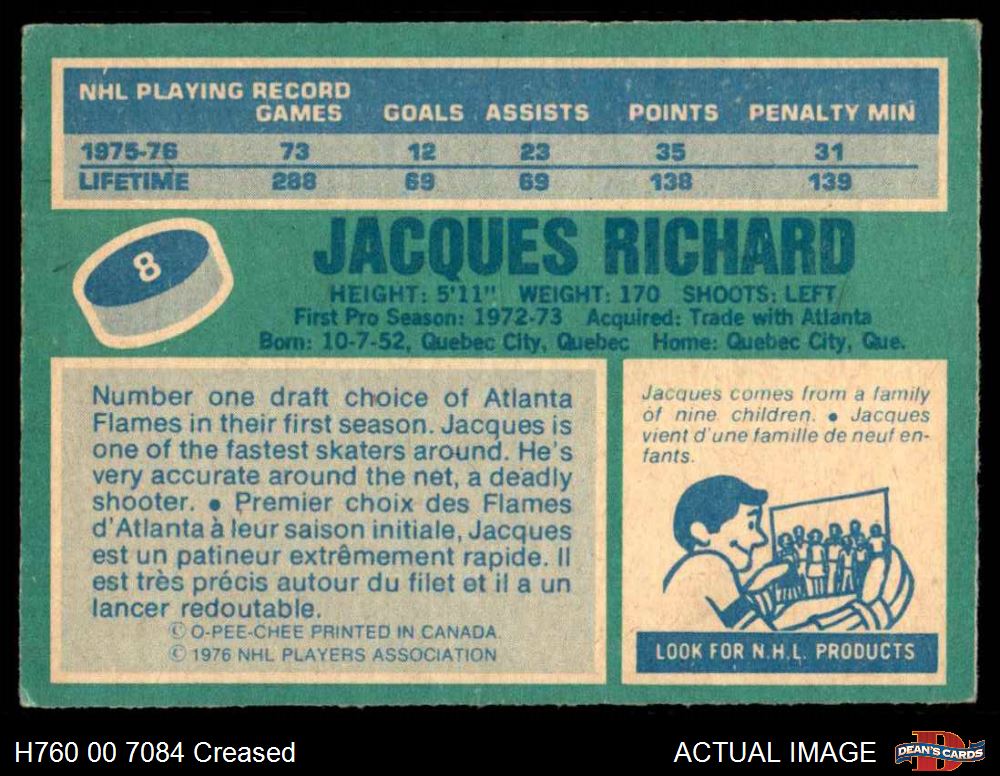 NHL PLAYING RECORD
GAMES GOALS ASSISTS POINTS PENALTY MIN
1975-76 73 12 23 35 31
LIFETIME 288 69 69 138 139
8
JACQUES RICHARD
HEIGHT: 5'11" WEIGHT: 170 SHOOTS: LEFT
First Pro Season: 1972-73 Acquired: Trade with Atlanta
Born: 10-7-52, Quebec City, Quebec Home: Quebec City, Que.
Number one draft choice of Atlanta
Flames in their first season. Jacques is
one of the fastest skaters around. He's
very accurate around the net, a deadly
shooter. • Premier choix des Flames
d'Atlanta à leur saison initiale, Jacques
est un patineur extrêmement rapide. Il
est très précis autour du filet et il a un
lancer redoutable.
© O-PEE-CHEE PRINTED IN CANADA.
© 1976 NHL PLAYERS ASSOCIATION
Jacques comes from a family
of nine children. • Jacques
vient d'une famille de neuf en-
fants.
LOOK FOR N.H.L. PRODUCTS
H760 00 7084 Creased
ACTUAL IMAGE
D
DEAN'S CARDS